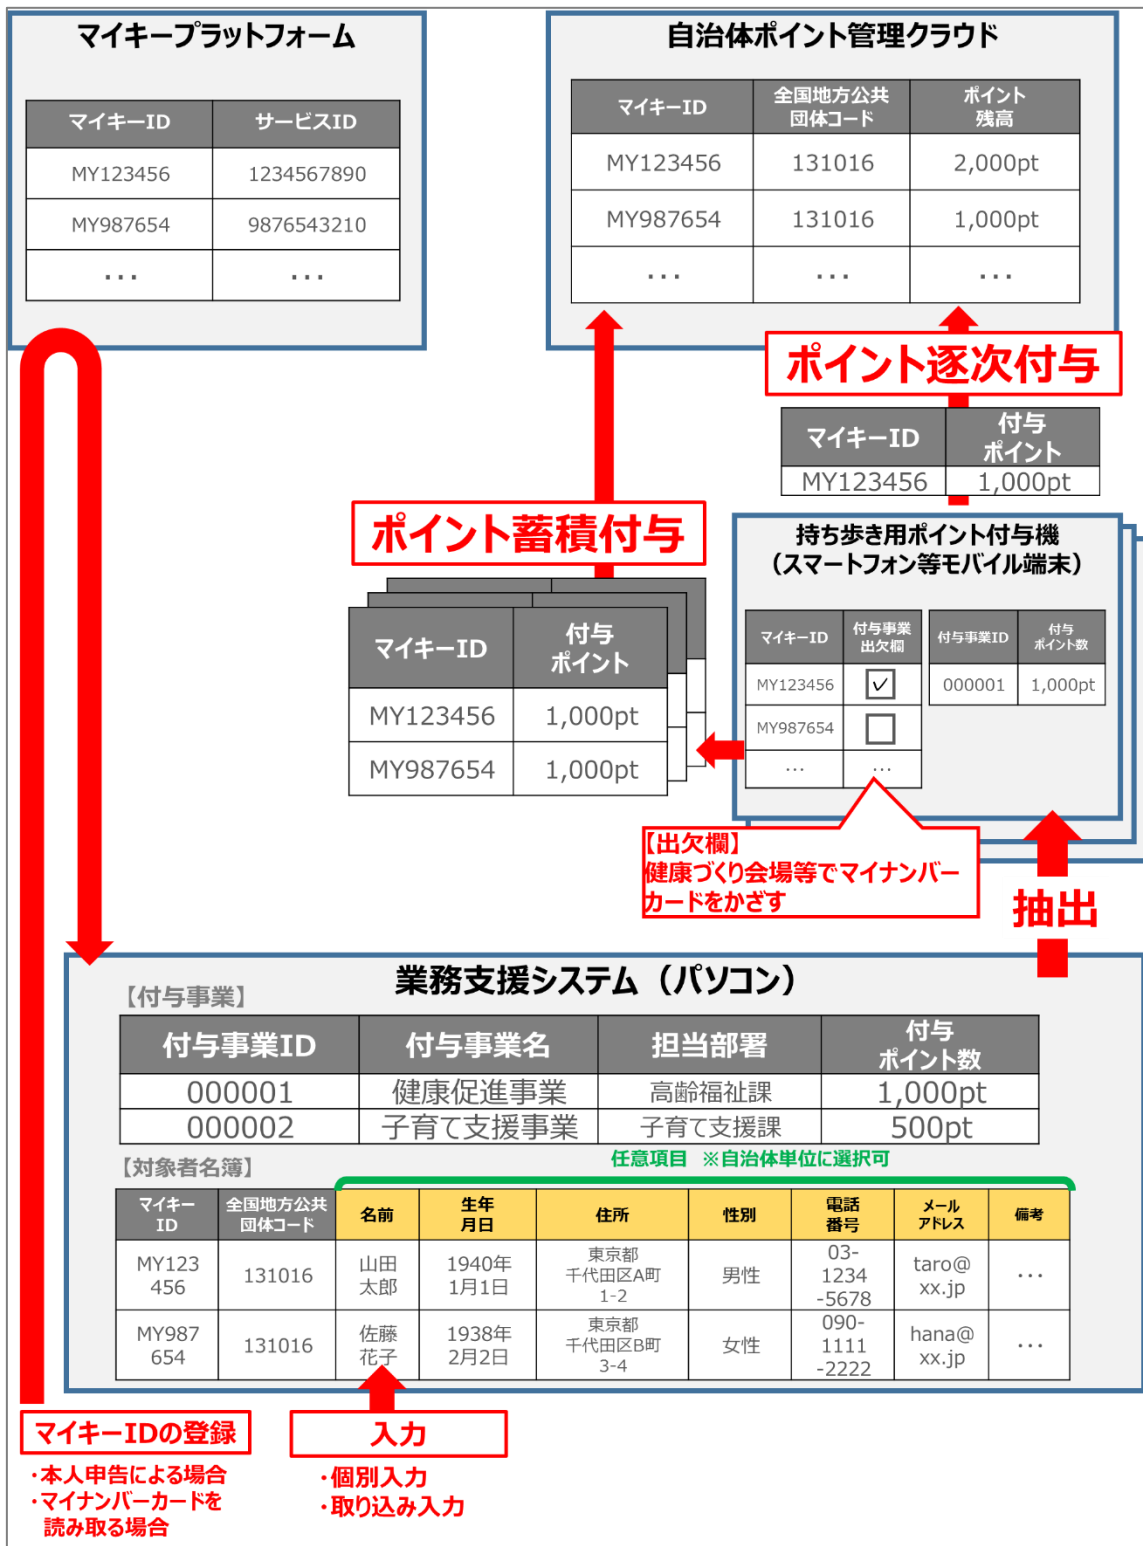 マイキープラットフォーム
マイキーID サービスID
MY123456 1234567890
MY987654 9876543210
・・・ ・・・
自治体ポイント管理クラウド
マイキーID 全国地方公共
団体コード ポイント
残高
MY123456 131016 2,000pt
MY987654 131016 1,000pt
・・・ ・・・ ・・・
ポイント逐次付与
マイキーID 付与
ポイント
MY123456 1,000pt
ポイント蓄積付与
マイキーID 付与
ポイント
MY123456 1,000pt
MY987654 1,000pt
持ち歩き用ポイント付与機
（スマートフォン等モバイル端末）
マイキーID 付与事業
出欠欄
MY123456 ✓
MY987654
・・・ ・・・
付与事業ID 付与
ポイント数
000001 1,000pt
【出欠欄】
健康づくり会場等でマイナンバー
カードをかざす
抽出
業務支援システム（パソコン）
【付与事業】
付与事業ID 付与事業名 担当部署 付与
ポイント数
000001 健康促進事業 高齢福祉課 1,000pt
000002 子育て支援事業 子育て支援課 500pt
【対象者名簿】
任意項目 ※自治体単位に選択可
マイキー
ID
全国地方公共
団体コード
名前
生年
月日
住所
性別
電話
番号
メール
アドレス
備考
MY123
456
131016
山田
太郎
1940年
1月1日
東京都
千代田区A町
1-2
男性
03-
1234
-5678
taro@
xx.jp
・・・
MY987
654
131016
佐藤
花子
1938年
2月2日
東京都
千代田区B町
3-4
女性
090-
1111
-2222
hana@
xx.jp
・・・
マイキーIDの登録
・本人申告による場合
・マイナンバーカードを
読み取る場合
入力
・個別入力
・取り込み入力